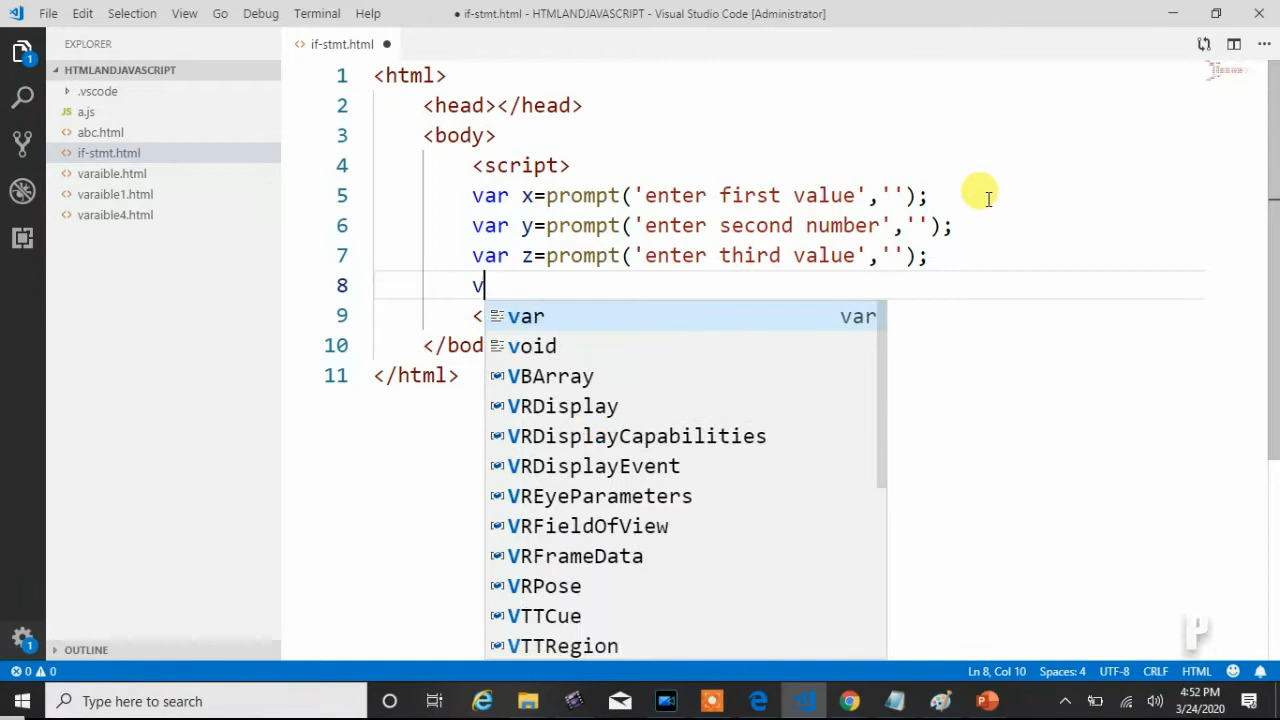 File Edit Selection View Go Debug Terminal Help ● if-stmt.html - HTMLANDJAVASCRIPT - Visual Studio Code [Administrator]
EXPLORER
if-stmt.html
HTMLANDJAVASCRIPT
.vscode
JS a.js
abc.html
if-stmt.html
varaible.html
varaible1.html
varaible4.html
OUTLINE
1 <html>
2 <head></head>
3 <body>
4 <script>
5 var x=prompt('enter first value','');
6 var y=prompt('enter second number','');
7 var z=prompt('enter third value','');
8 v
9 <
10 </bod
11 </html>
var var
void
VBArray
VRDisplay
VRDisplayCapabilities
VRDisplayEvent
VREyeParameters
VRFieldOfView
VRFrameData
VRPose
VTTCue
VTTRegion
P
1
1
0 0 Ln 8, Col 10 Spaces: 4 UTF-8 CRLF HTML
Type here to search
4:52 PM
3/24/2020